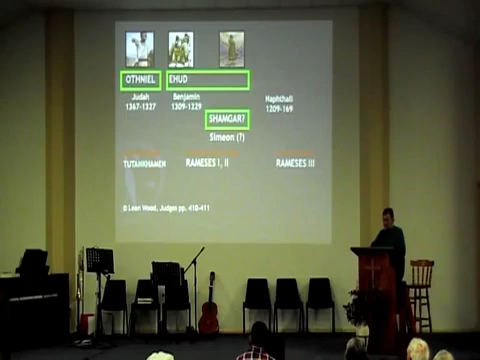 OTHNIEL EHUD
Judah Benjamin Naphthali
1367-1327 1309-1229 1209-169
SHAMGAR?
Simeon (?)
TUTANKHAMEN RAMESES I, II RAMESES III
© Leon Wood, Judges pp. 410-411